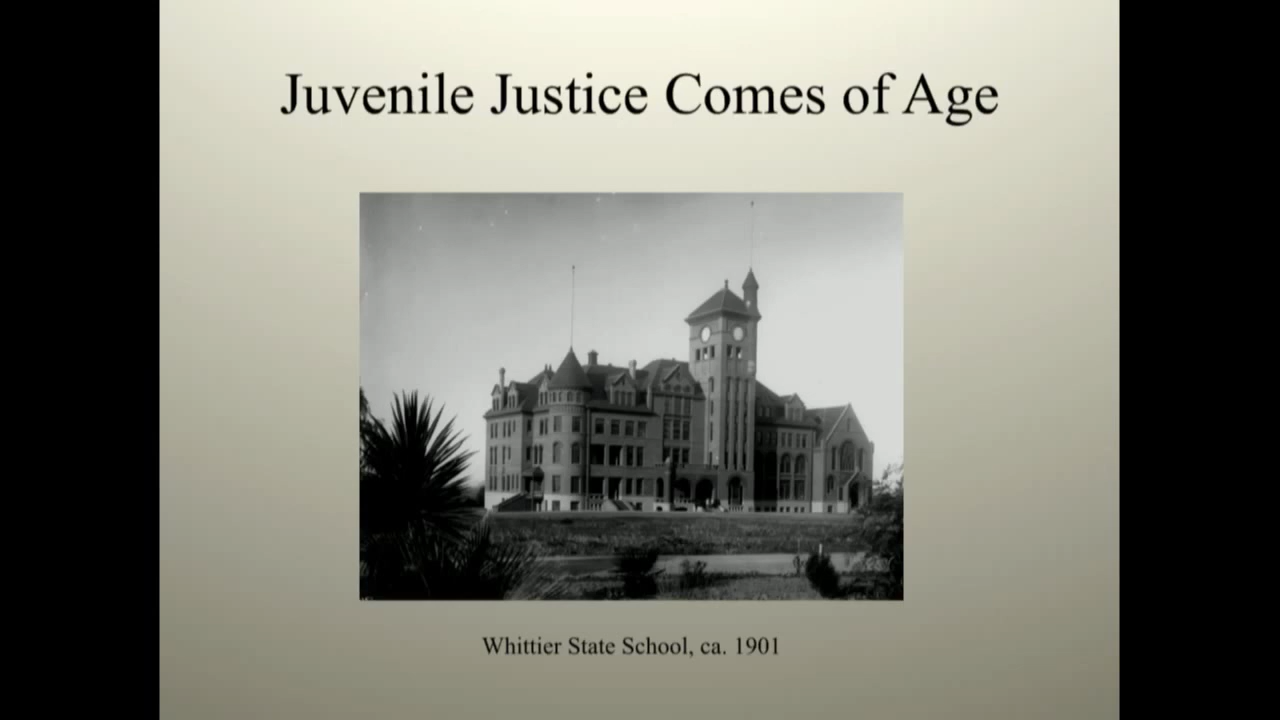 Juvenile Justice Comes of Age
Whittier State School, ca. 1901